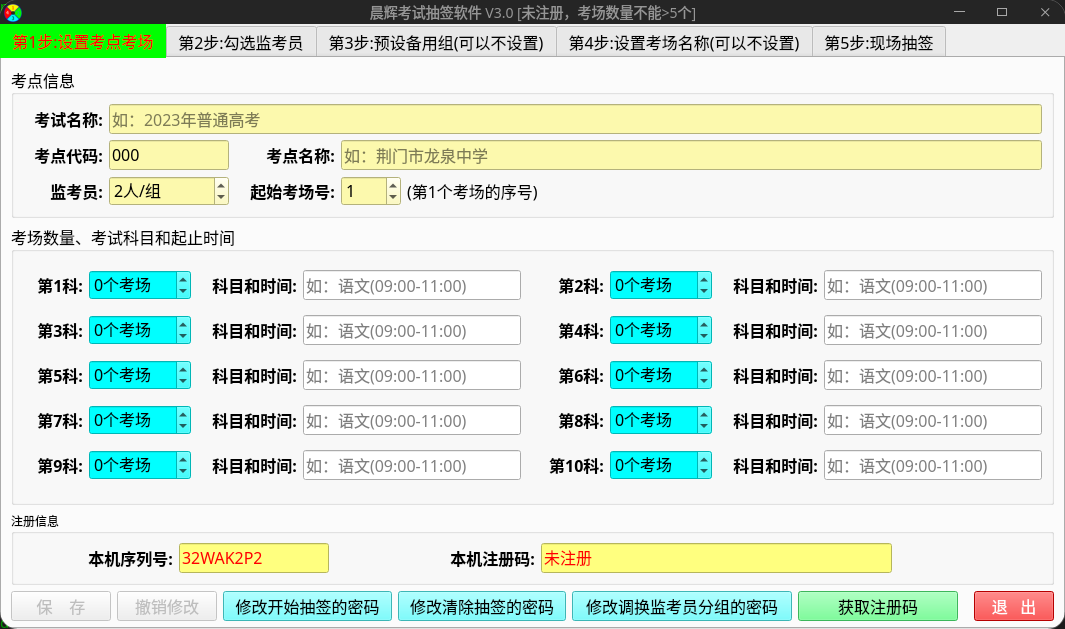 晨辉考试抽签软件 V3.0 [未注册，考场数量不能>5个]
第1步:设置考点考场 第2步:勾选监考员 第3步:预设备用组(可以不设置) 第4步:设置考场名称(可以不设置) 第5步:现场抽签
考点信息
考试名称: 如：2023年普通高考
考点代码: 000 考点名称: 如：荆门市龙泉中学
监考员: 2人/组 起始考场号: 1 (第1个考场的序号)
考场数量、考试科目和起止时间
第1科: 0个考场 科目和时间: 如：语文(09:00-11:00) 第2科: 0个考场 科目和时间: 如：语文(09:00-11:00)
第3科: 0个考场 科目和时间: 如：语文(09:00-11:00) 第4科: 0个考场 科目和时间: 如：语文(09:00-11:00)
第5科: 0个考场 科目和时间: 如：语文(09:00-11:00) 第6科: 0个考场 科目和时间: 如：语文(09:00-11:00)
第7科: 0个考场 科目和时间: 如：语文(09:00-11:00) 第8科: 0个考场 科目和时间: 如：语文(09:00-11:00)
第9科: 0个考场 科目和时间: 如：语文(09:00-11:00) 第10科: 0个考场 科目和时间: 如：语文(09:00-11:00)
注册信息
本机序列号: 32WAK2P2 本机注册码: 未注册
保 存 撤销修改 修改开始抽签的密码 修改清除抽签的密码 修改调换监考员分组的密码 获取注册码 退 出